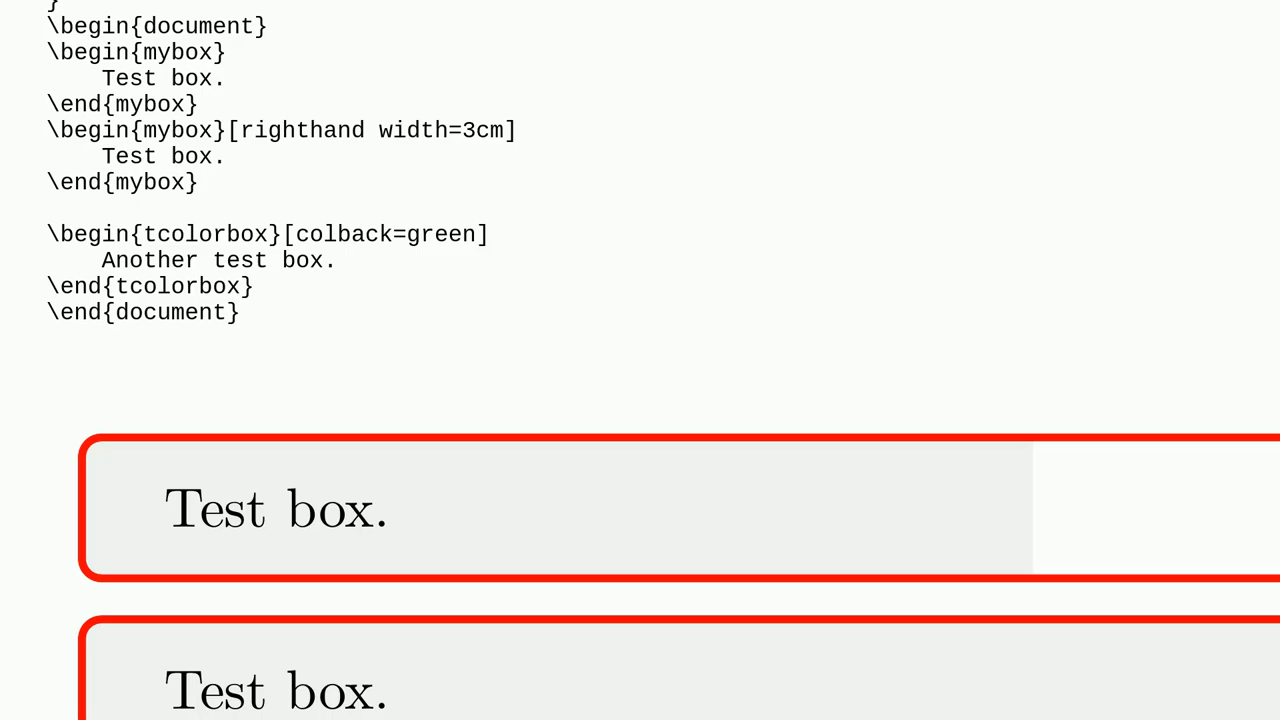 }
\begin{document}
\begin{mybox}
    Test box.
\end{mybox}
\begin{mybox}[righthand width=3cm]
    Test box.
\end{mybox}

\begin{tcolorbox}[colback=green]
    Another test box.
\end{tcolorbox}
\end{document}
Test box.
Test box.